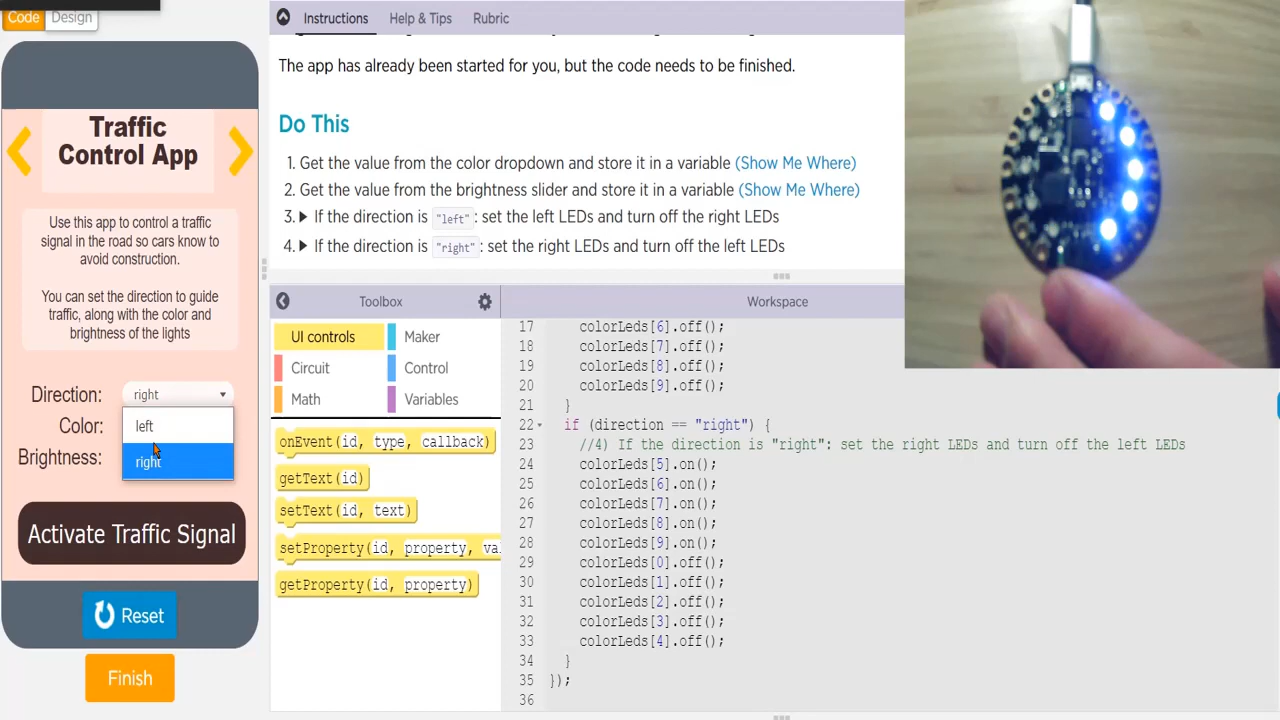 Code Design
Instructions Help & Tips Rubric
The app has already been started for you, but the code needs to be finished.
Do This
1. Get the value from the color dropdown and store it in a variable (Show Me Where)
2. Get the value from the brightness slider and store it in a variable (Show Me Where)
3. If the direction is "left": set the left LEDs and turn off the right LEDs
4. If the direction is "right": set the right LEDs and turn off the left LEDs
Traffic
Control App
Use this app to control a traffic
signal in the road so cars know to
avoid construction.
You can set the direction to guide
traffic, along with the color and
brightness of the lights
Direction: right
Color:
Brightness:
left
right
Activate Traffic Signal
Reset
Finish
Toolbox
UI controls
Maker
Circuit
Control
Math
Variables
onEvent(id, type, callback)
getText(id)
setText(id, text)
setProperty(id, property, va
getProperty(id, property)
Workspace
17 colorLeds[6].off();
18 colorLeds[7].off();
19 colorLeds[8].off();
20 colorLeds[9].off();
21 }
22 if (direction == "right") {
23 //4) If the direction is "right": set the right LEDs and turn off the left LEDs
24 colorLeds[5].on();
25 colorLeds[6].on();
26 colorLeds[7].on();
27 colorLeds[8].on();
28 colorLeds[9].on();
29 colorLeds[0].off();
30 colorLeds[1].off();
31 colorLeds[2].off();
32 colorLeds[3].off();
33 colorLeds[4].off();
34 }
35 });
36